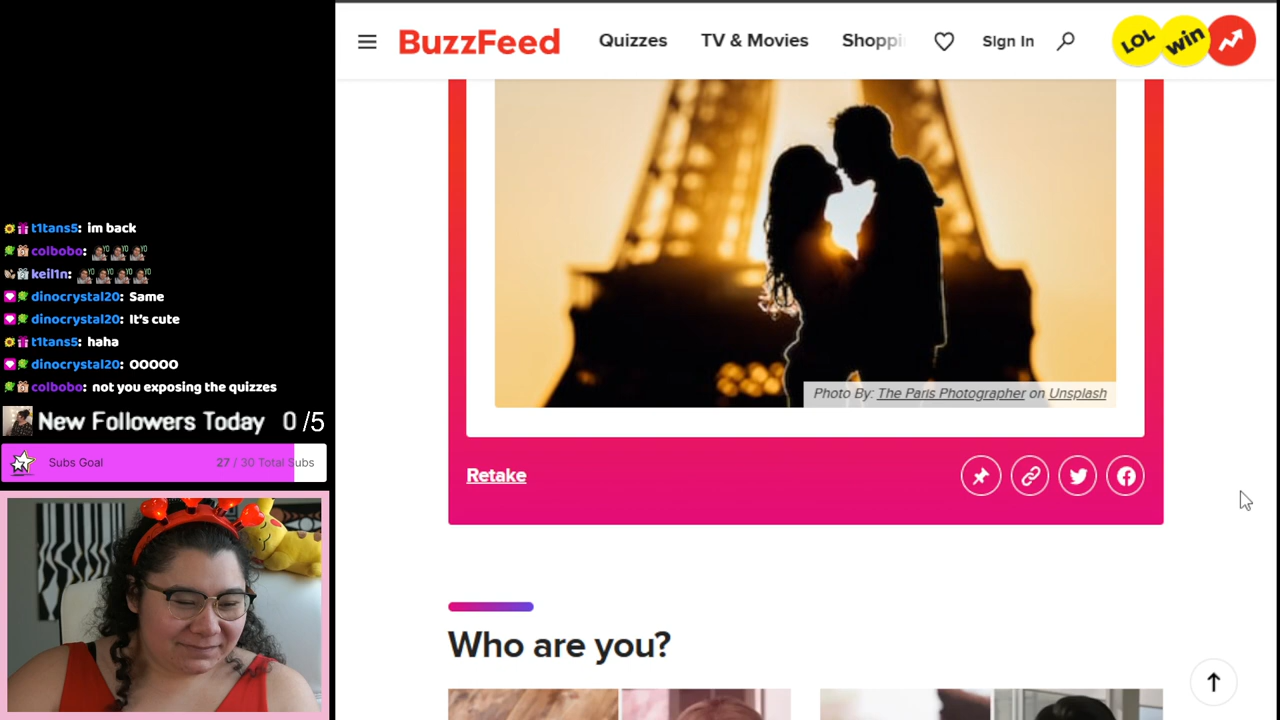 BuzzFeed
Quizzes
TV & Movies
Shoppi
Sign In
LOL
win
t1tans5: im back
colbobo:
keil1n:
dinocrystal20: Same
dinocrystal20: It's cute
t1tans5: haha
dinocrystal20: OOOOO
colbobo: not you exposing the quizzes
New Followers Today 0 /5
Subs Goal 27 / 30 Total Subs
Photo By: The Paris Photographer on Unsplash
Retake
Who are you?